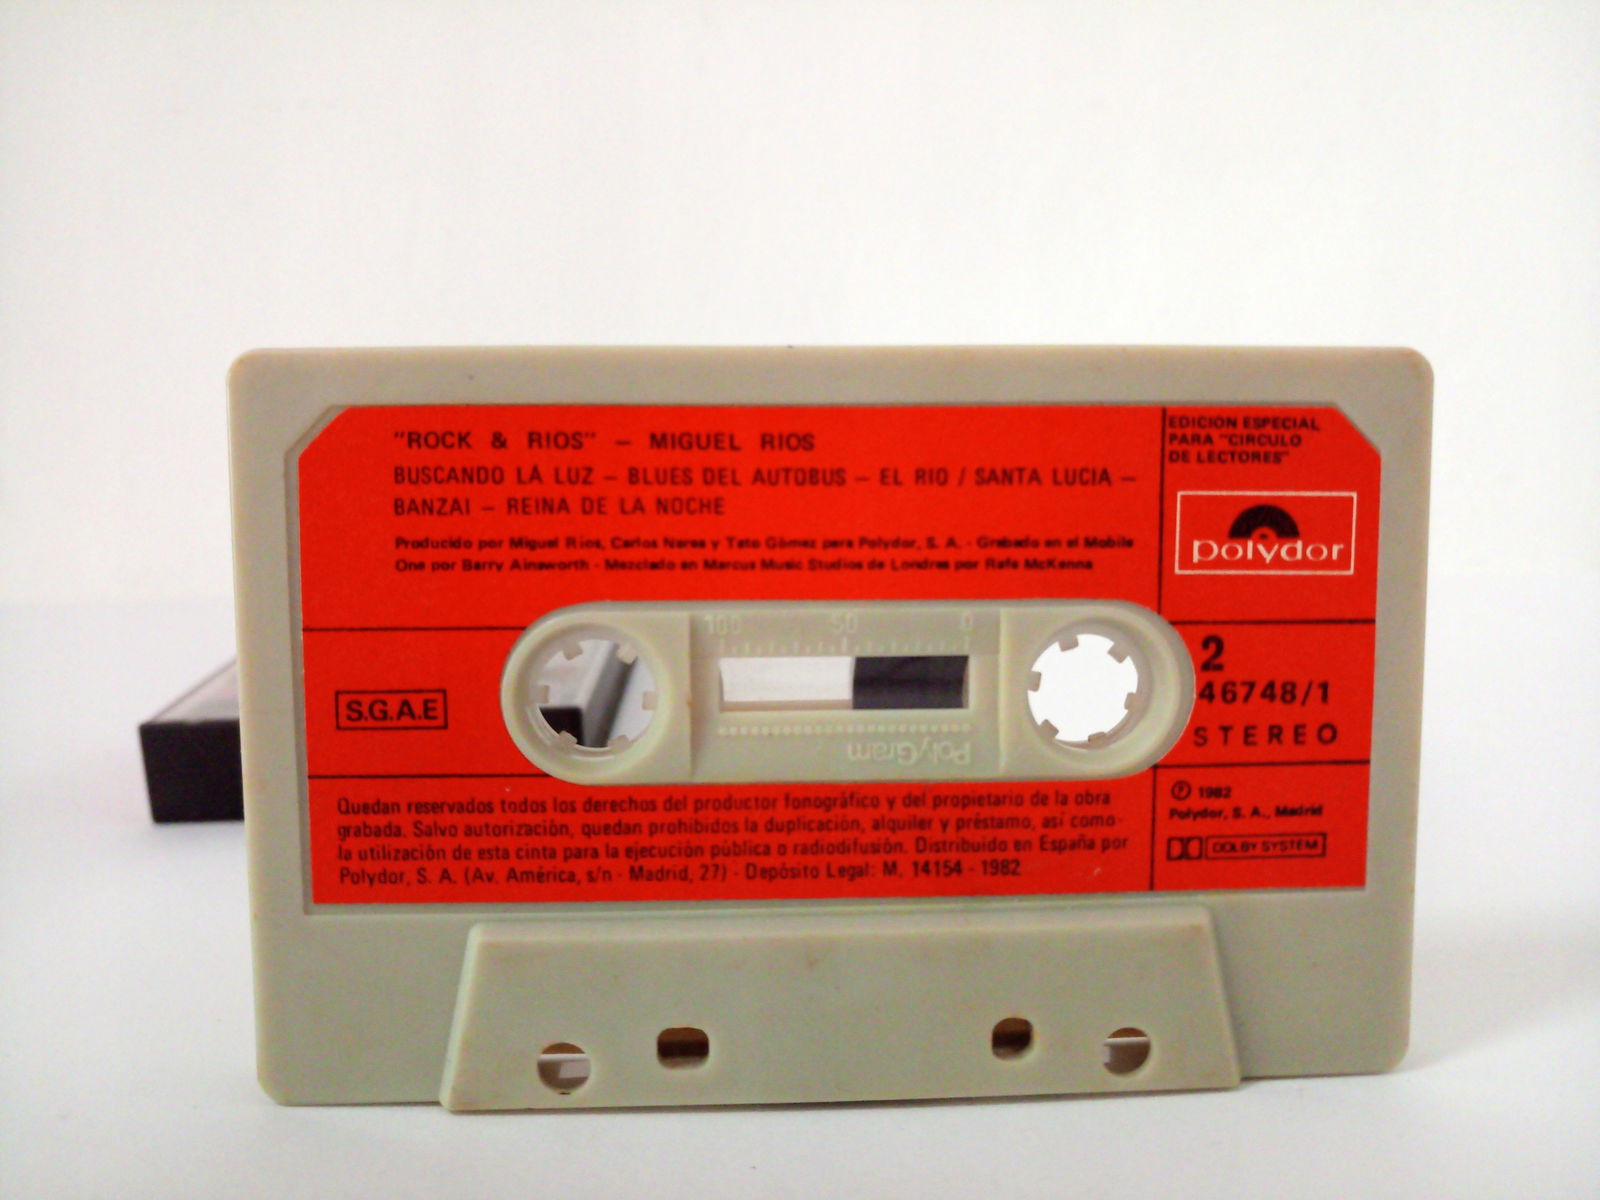 "ROCK & RIOS" — MIGUEL RIOS
BUSCANDO LA LUZ — BLUES DEL AUTOBUS — EL RIO / SANTA LUCIA —
BANZAI — REINA DE LA NOCHE
Producido por Miguel Rios, Carlos Narea y Tato Gómez para Polydor, S. A. - Grabado en el Mobile
One por Barry Ainsworth - Mezclado en Marcus Music Studios de Londres por Rafe McKenna
EDICION ESPECIAL
PARA "CIRCULO
DE LECTORES"
polydor
100 50 0
PolyGram
S.G.A.E
2
46748/1
STEREO
Quedan reservados todos los derechos del productor fonográfico y del propietario de la obra
grabada. Salvo autorización, quedan prohibidos la duplicación, alquiler y préstamo, así como
la utilización de esta cinta para la ejecución pública o radiodifusión. Distribuido en España por
Polydor, S. A. (Av. América, s/n - Madrid, 27) - Depósito Legal: M. 14154 - 1982
℗ 1982
Polydor, S. A., Madrid
DOLBY SYSTEM